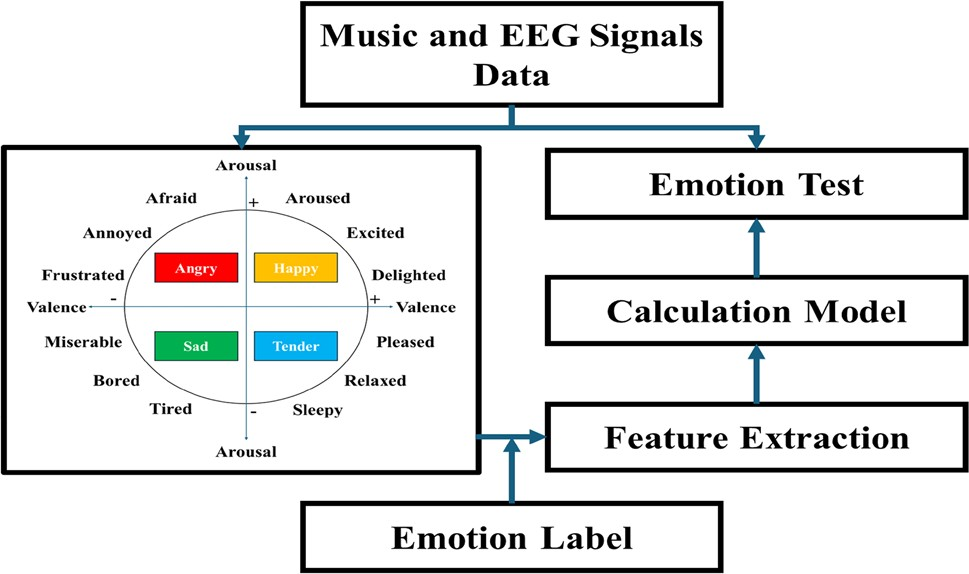 Music and EEG Signals
Data
Arousal
+
Afraid
Aroused
Annoyed
Excited
Angry
Happy
Frustrated
Delighted
-
+
Valence
Valence
Miserable
Sad
Tender
Pleased
Bored
Relaxed
Tired
-
Sleepy
Arousal
Emotion Test
Calculation Model
Feature Extraction
Emotion Label